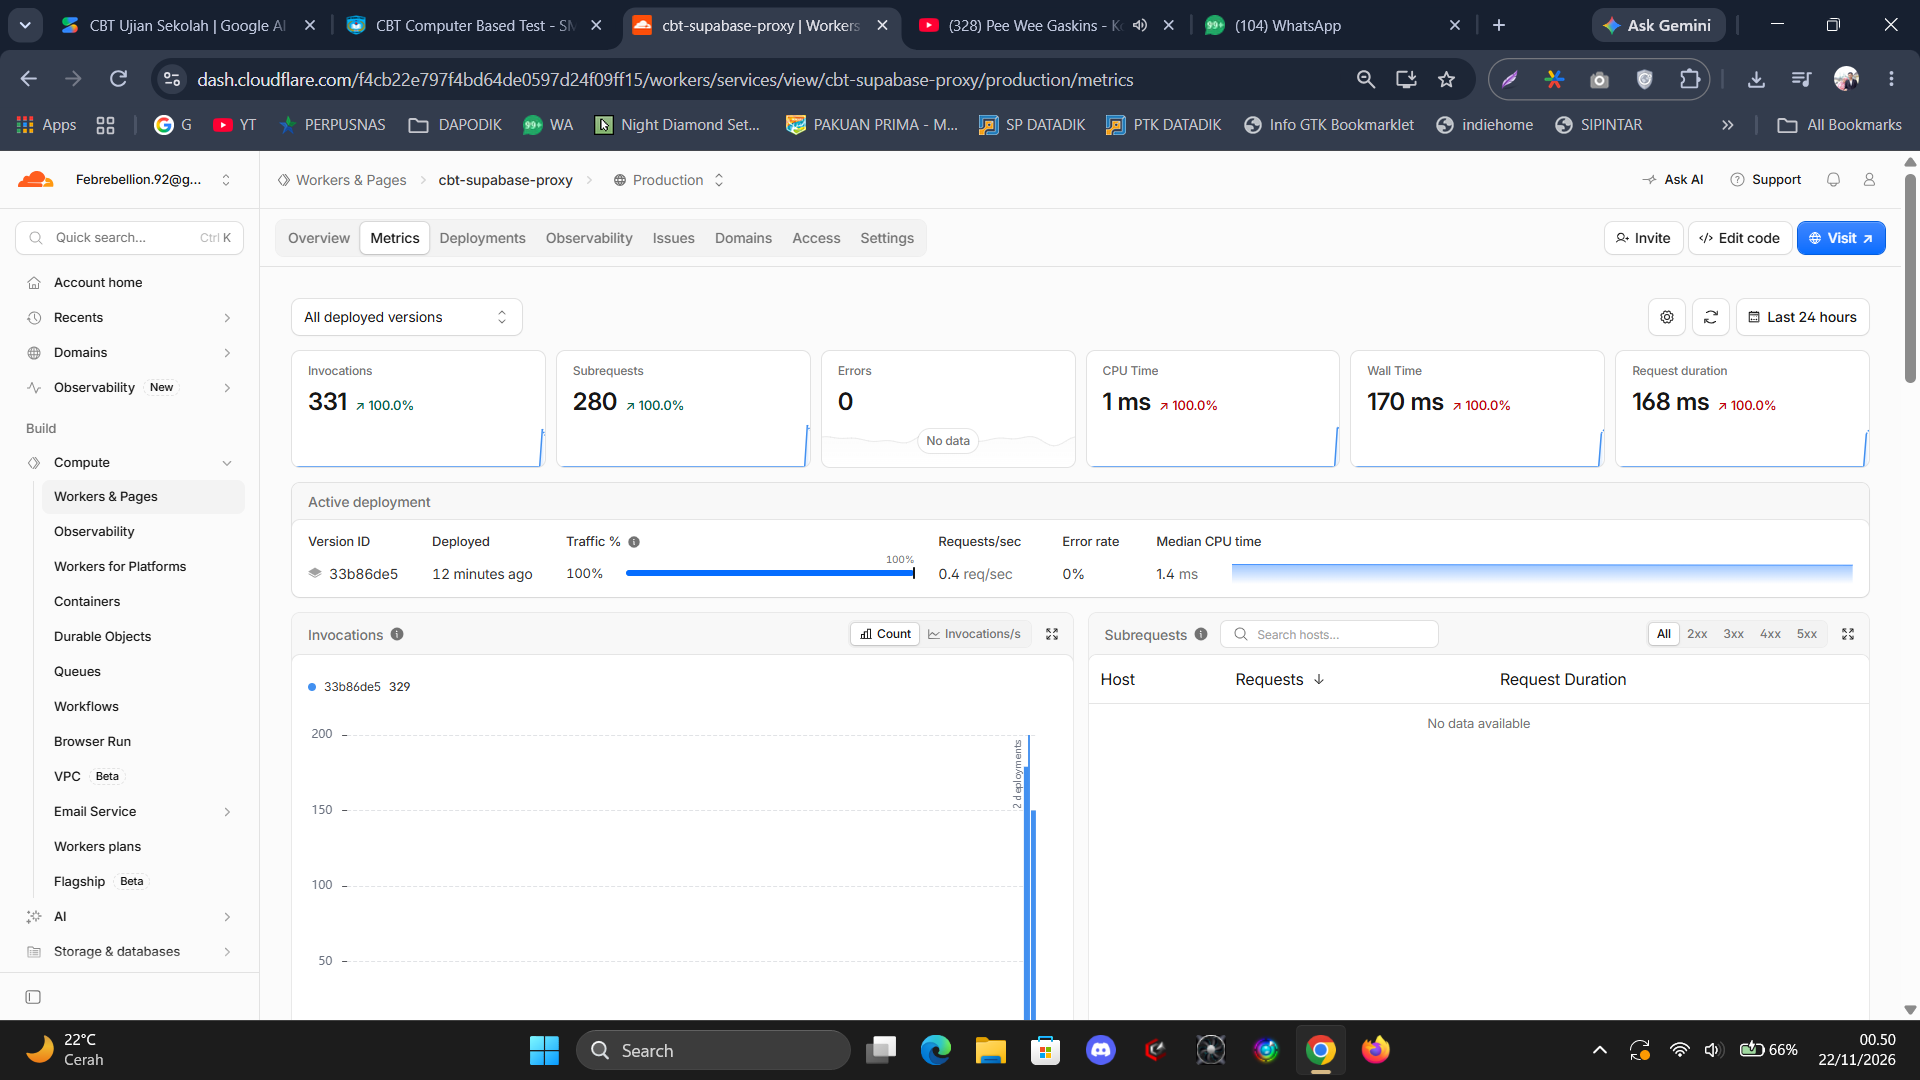 CBT Ujian Sekolah | Google AI
CBT Computer Based Test - SM
cbt-supabase-proxy | Workers
(328) Pee Wee Gaskins - Ke
(104) WhatsApp
Ask Gemini
dash.cloudflare.com/f4cb22e797f4bd64de0597d24f09ff15/workers/services/view/cbt-supabase-proxy/production/metrics
Apps
G
YT
PERPUSNAS
DAPODIK
99+
WA
Night Diamond Set...
PAKUAN PRIMA - M...
SP DATADIK
PTK DATADIK
Info GTK Bookmarklet
indiehome
SIPINTAR
All Bookmarks
Febrebellion.92@g...
Workers & Pages
cbt-supabase-proxy
Production
Ask AI
Support
Quick search...
Ctrl K
Overview
Metrics
Deployments
Observability
Issues
Domains
Access
Settings
Invite
Edit code
Visit
Account home
Recents
Domains
Observability New
Build
Compute
Workers & Pages
Observability
Workers for Platforms
Containers
Durable Objects
Queues
Workflows
Browser Run
VPC Beta
Email Service
Workers plans
Flagship Beta
AI
Storage & databases
All deployed versions
Last 24 hours
Invocations
331 100.0%
Subrequests
280 100.0%
Errors
0
No data
CPU Time
1 ms 100.0%
Wall Time
170 ms 100.0%
Request duration
168 ms 100.0%
Active deployment
Version ID
Deployed
Traffic %
Requests/sec
Error rate
Median CPU time
33b86de5
12 minutes ago
100%
100%
0.4 req/sec
0%
1.4 ms
Invocations
Count
Invocations/s
33b86de5 329
200
150
100
50
2 deployments
Subrequests
Search hosts...
All
2xx
3xx
4xx
5xx
Host
Requests
Request Duration
No data available
22°C
Cerah
Search
66%
00.50
22/11/2026